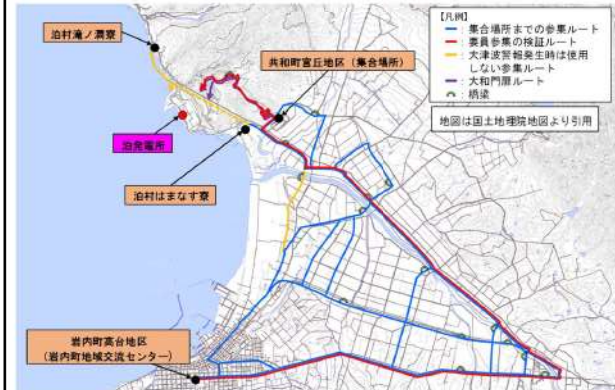 泊村滝ノ澗寮
共和町宮丘地区（集合場所）
【凡例】
：集合場所までの参集ルート
：要員参集の検証ルート
：大津波警報発生時は使用
しない参集ルート
：大和門扉ルート
：橋梁
地図は国土地理院地図より引用
泊発電所
泊村はまなす寮
岩内町高台地区
（岩内町地域交流センター）